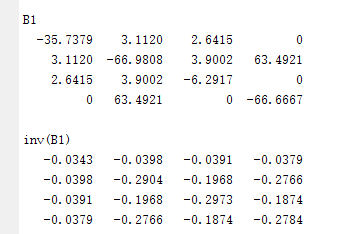 B1
-35.7379 3.1120 2.6415 0
3.1120 -66.9808 3.9002 63.4921
2.6415 3.9002 -6.2917 0
0 63.4921 0 -66.6667
inv(B1)
-0.0343 -0.0398 -0.0391 -0.0379
-0.0398 -0.2904 -0.1968 -0.2766
-0.0391 -0.1968 -0.2973 -0.1874
-0.0379 -0.2766 -0.1874 -0.2784